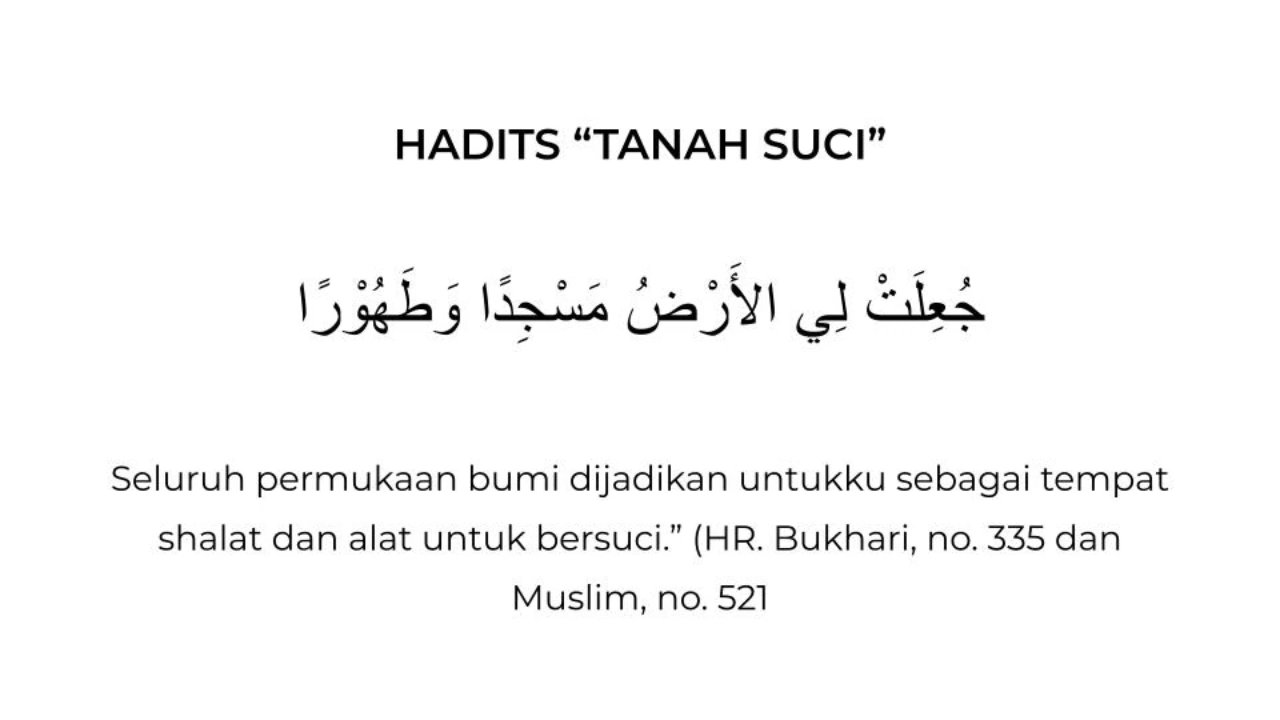 HADITS “TANAH SUCI”
جُعِلَتْ لِي الأَرْضُ مَسْجِدًا وَطَهُوْرًا
Seluruh permukaan bumi dijadikan untukku sebagai tempat
shalat dan alat untuk bersuci.” (HR. Bukhari, no. 335 dan
Muslim, no. 521